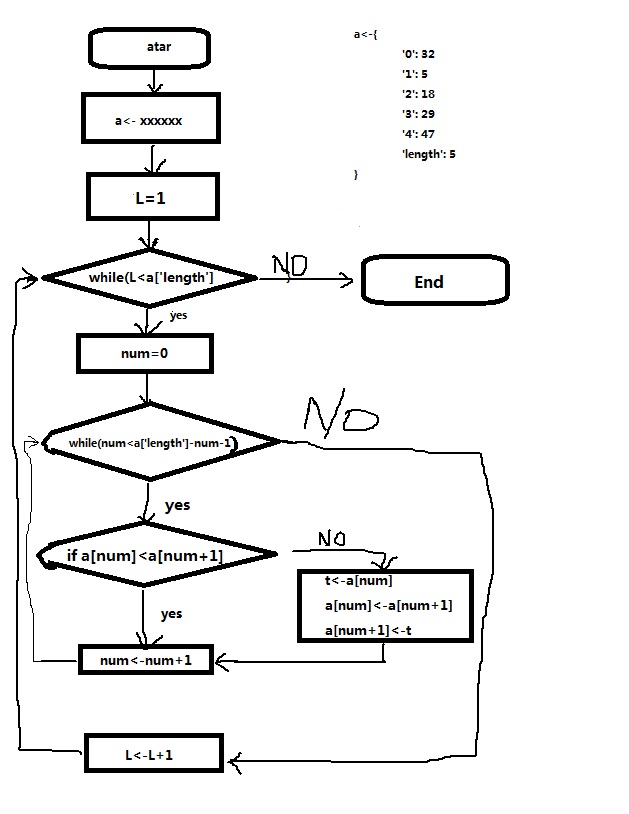 atar
a<- xxxxxx
L=1
while(L<a['length']
NO
End
yes
num=0
while(num<a['length']-num-1)
NO
yes
if a[num]<a[num+1]
NO
t<-a[num]
a[num]<-a[num+1]
a[num+1]<-t
yes
num<-num+1
L<-L+1
a<-{
'0': 32
'1': 5
'2': 18
'3': 29
'4': 47
'length': 5
}